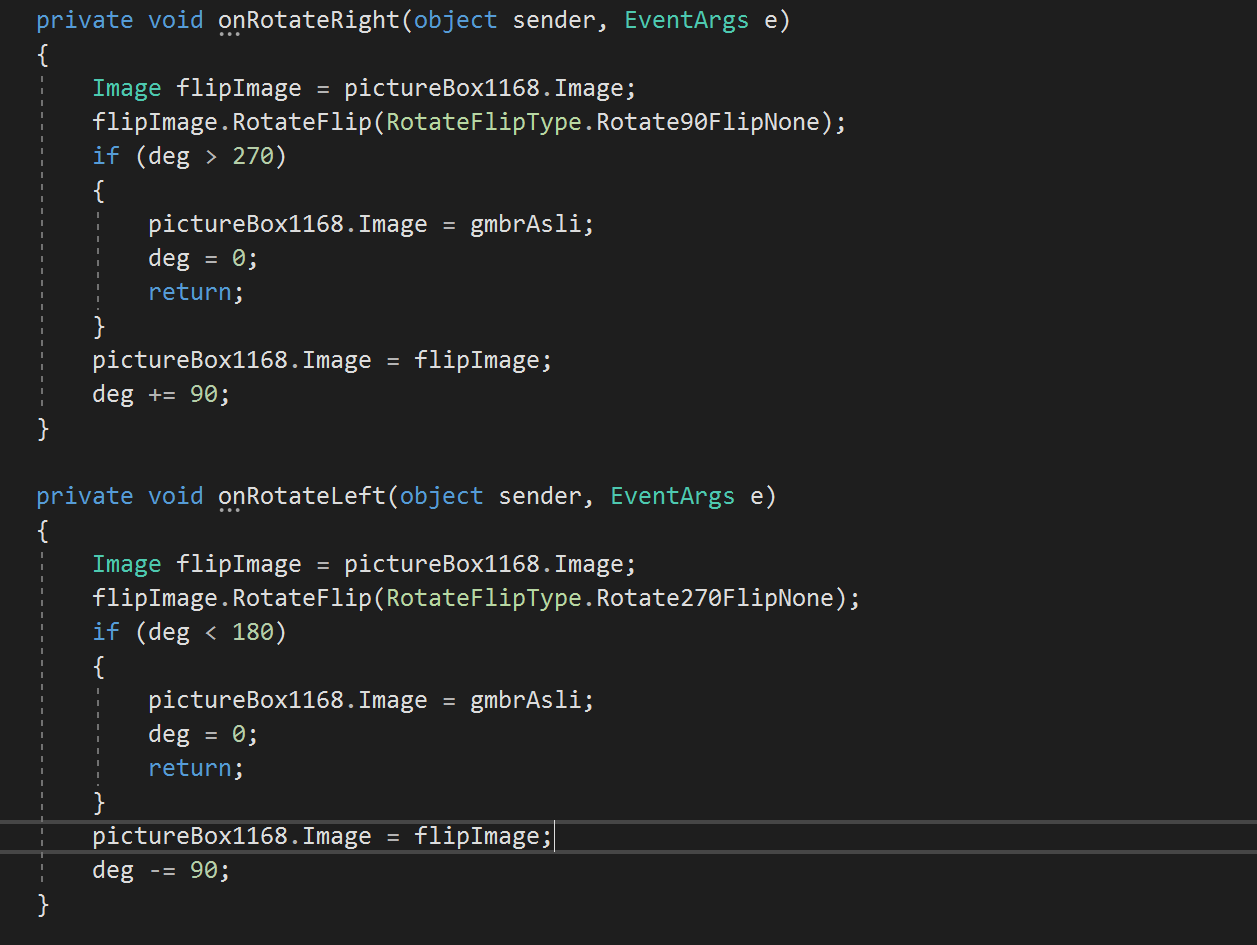 private void onRotateRight(object sender, EventArgs e)
{
    Image flipImage = pictureBox1168.Image;
    flipImage.RotateFlip(RotateFlipType.Rotate90FlipNone);
    if (deg > 270)
    {
        pictureBox1168.Image = gmbrAsli;
        deg = 0;
        return;
    }
    pictureBox1168.Image = flipImage;
    deg += 90;
}

private void onRotateLeft(object sender, EventArgs e)
{
    Image flipImage = pictureBox1168.Image;
    flipImage.RotateFlip(RotateFlipType.Rotate270FlipNone);
    if (deg < 180)
    {
        pictureBox1168.Image = gmbrAsli;
        deg = 0;
        return;
    }
    pictureBox1168.Image = flipImage;
    deg -= 90;
}